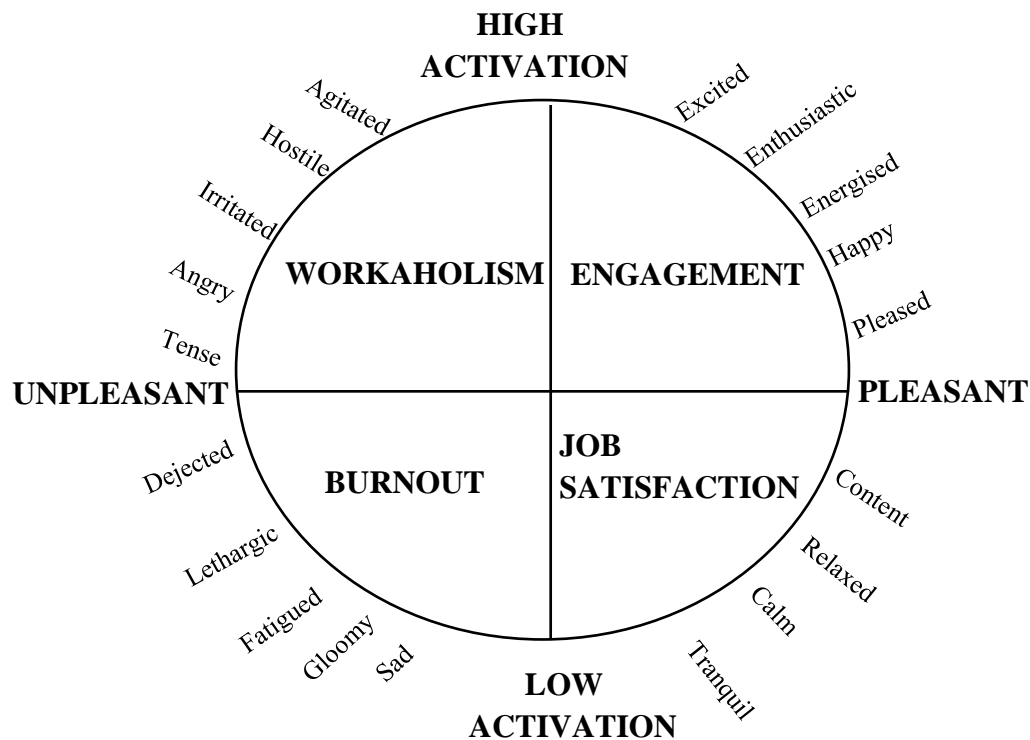 HIGH
ACTIVATION
Agitated
Excited
Hostile
Enthusiastic
Irritated
Energised
Happy
Angry
WORKAHOLISM
ENGAGEMENT
Tense
Pleased
UNPLEASANT
PLEASANT
Dejected
JOB
SATISFACTION
BURNOUT
Content
Lethargic
Relaxed
Fatigued
Calm
Gloomy
Sad
Tranquil
LOW
ACTIVATION